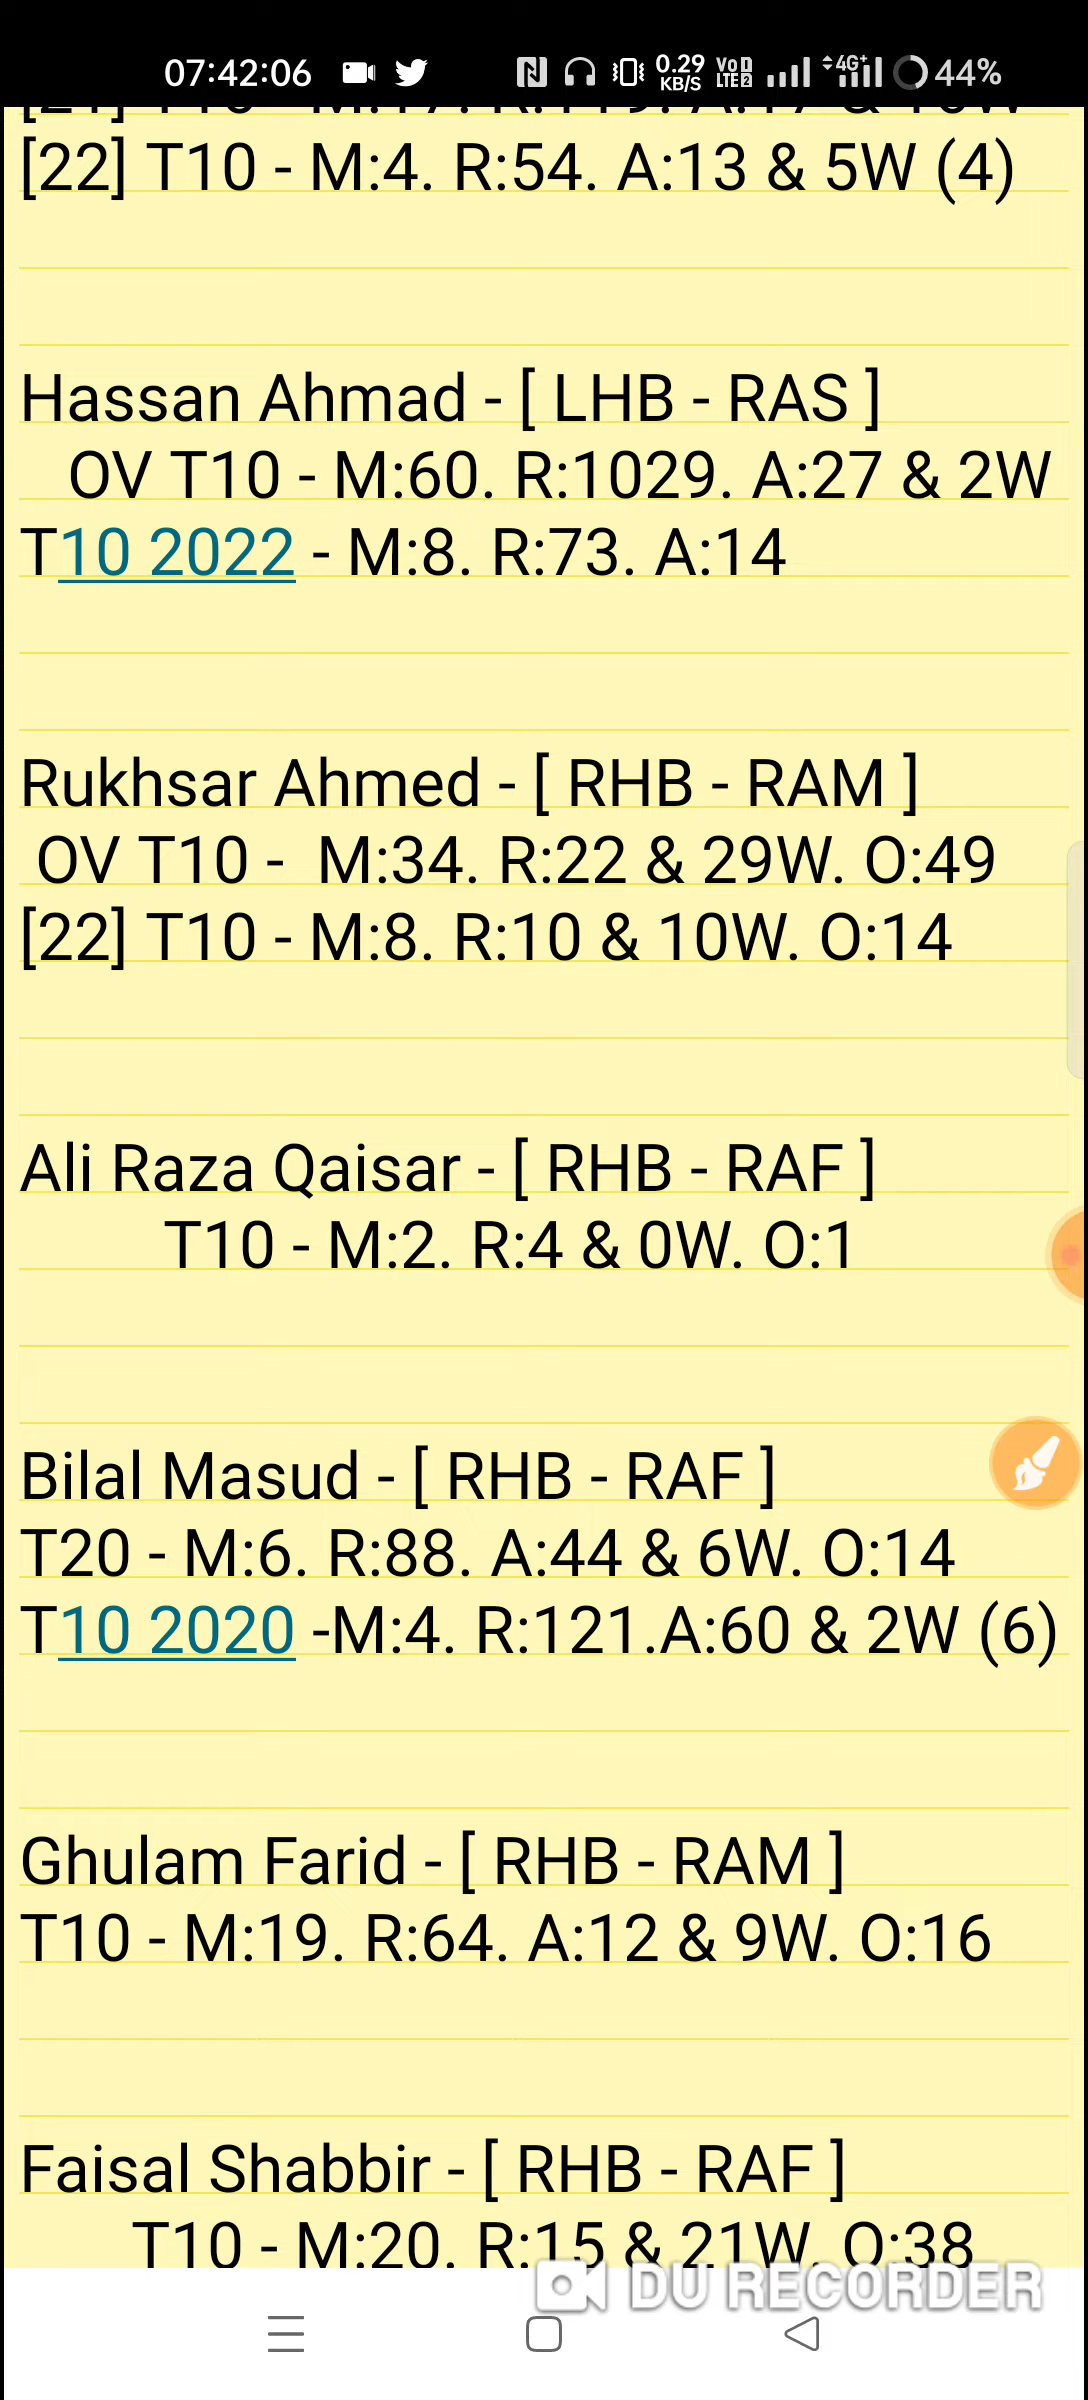 07:42:06 0.29 KB/S VoD LTE2 4G+ 44%
[22] T10 - M:4. R:54. A:13 & 5W (4)
Hassan Ahmad - [ LHB - RAS ]
OV T10 - M:60. R:1029. A:27 & 2W
T10 2022 - M:8. R:73. A:14
Rukhsar Ahmed - [ RHB - RAM ]
OV T10 - M:34. R:22 & 29W. O:49
[22] T10 - M:8. R:10 & 10W. O:14
Ali Raza Qaisar - [ RHB - RAF ]
T10 - M:2. R:4 & 0W. O:1
Bilal Masud - [ RHB - RAF ]
T20 - M:6. R:88. A:44 & 6W. O:14
T10 2020 -M:4. R:121.A:60 & 2W (6)
Ghulam Farid - [ RHB - RAM ]
T10 - M:19. R:64. A:12 & 9W. O:16
Faisal Shabbir - [ RHB - RAF ]
T10 - M:20. R:15 & 21W. O:38
DU RECORDER